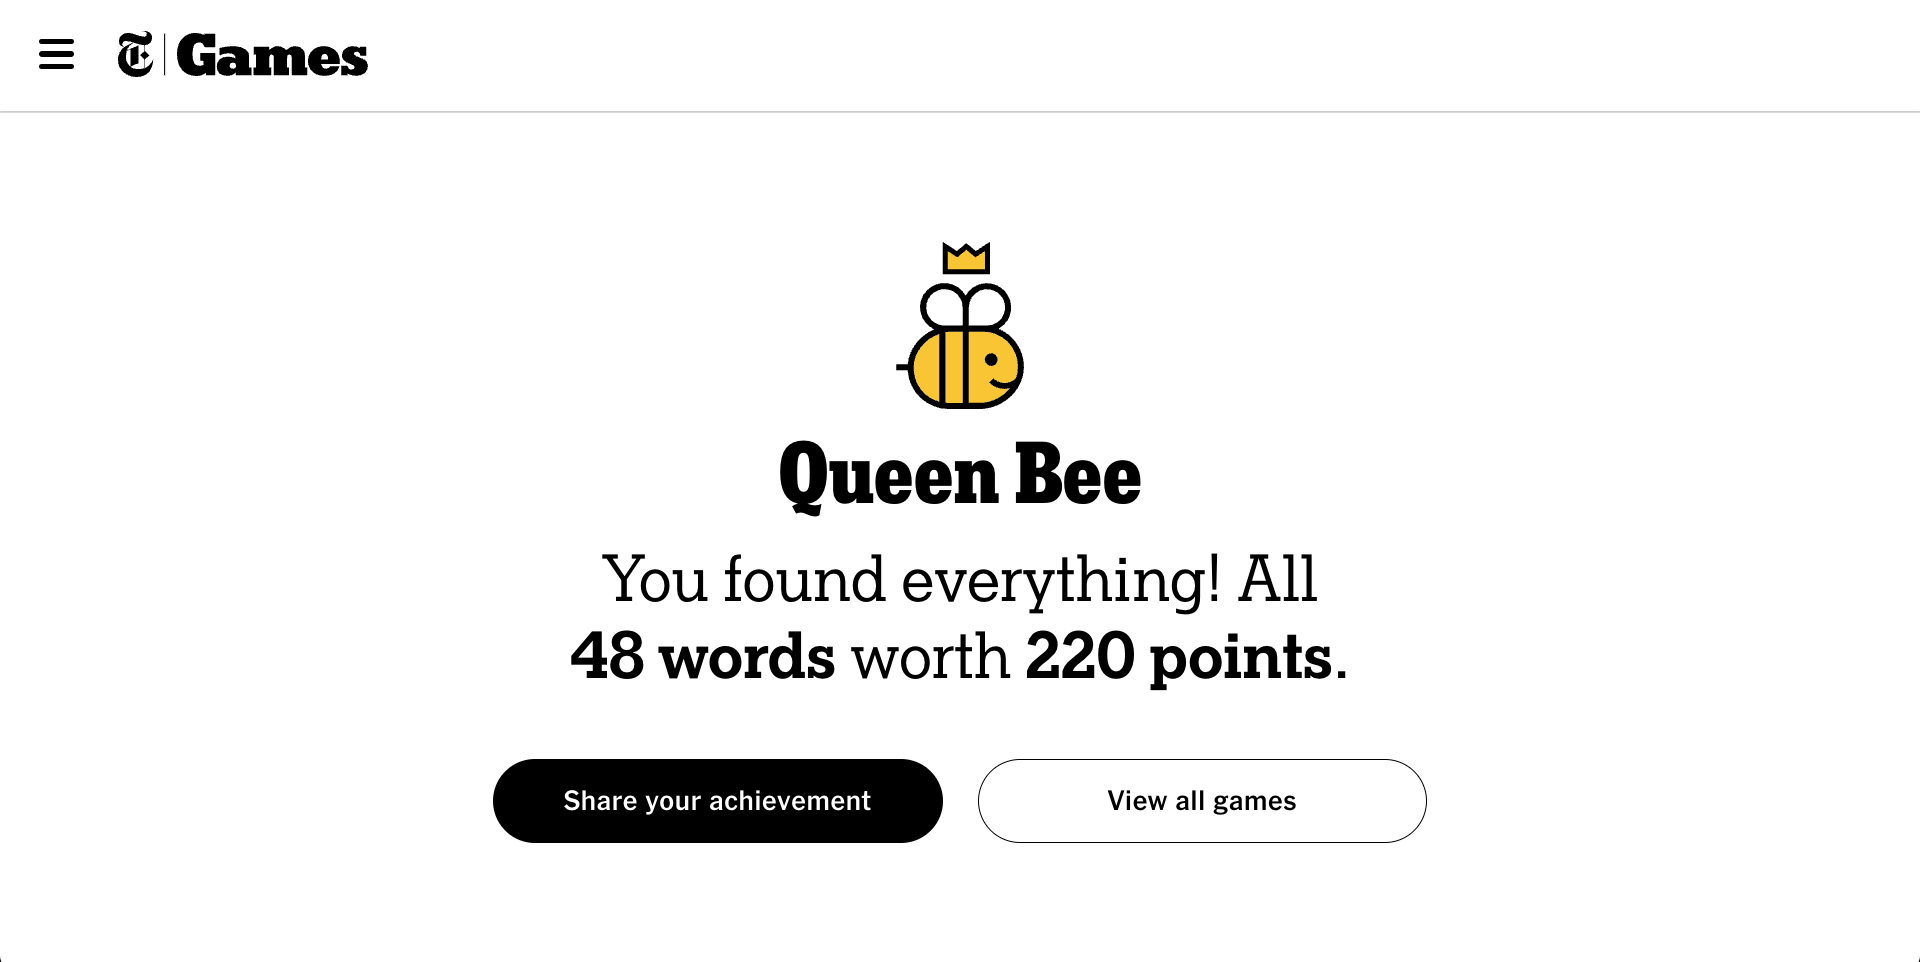 T Games
Queen Bee
You found everything! All
48 words worth 220 points.
Share your achievement
View all games